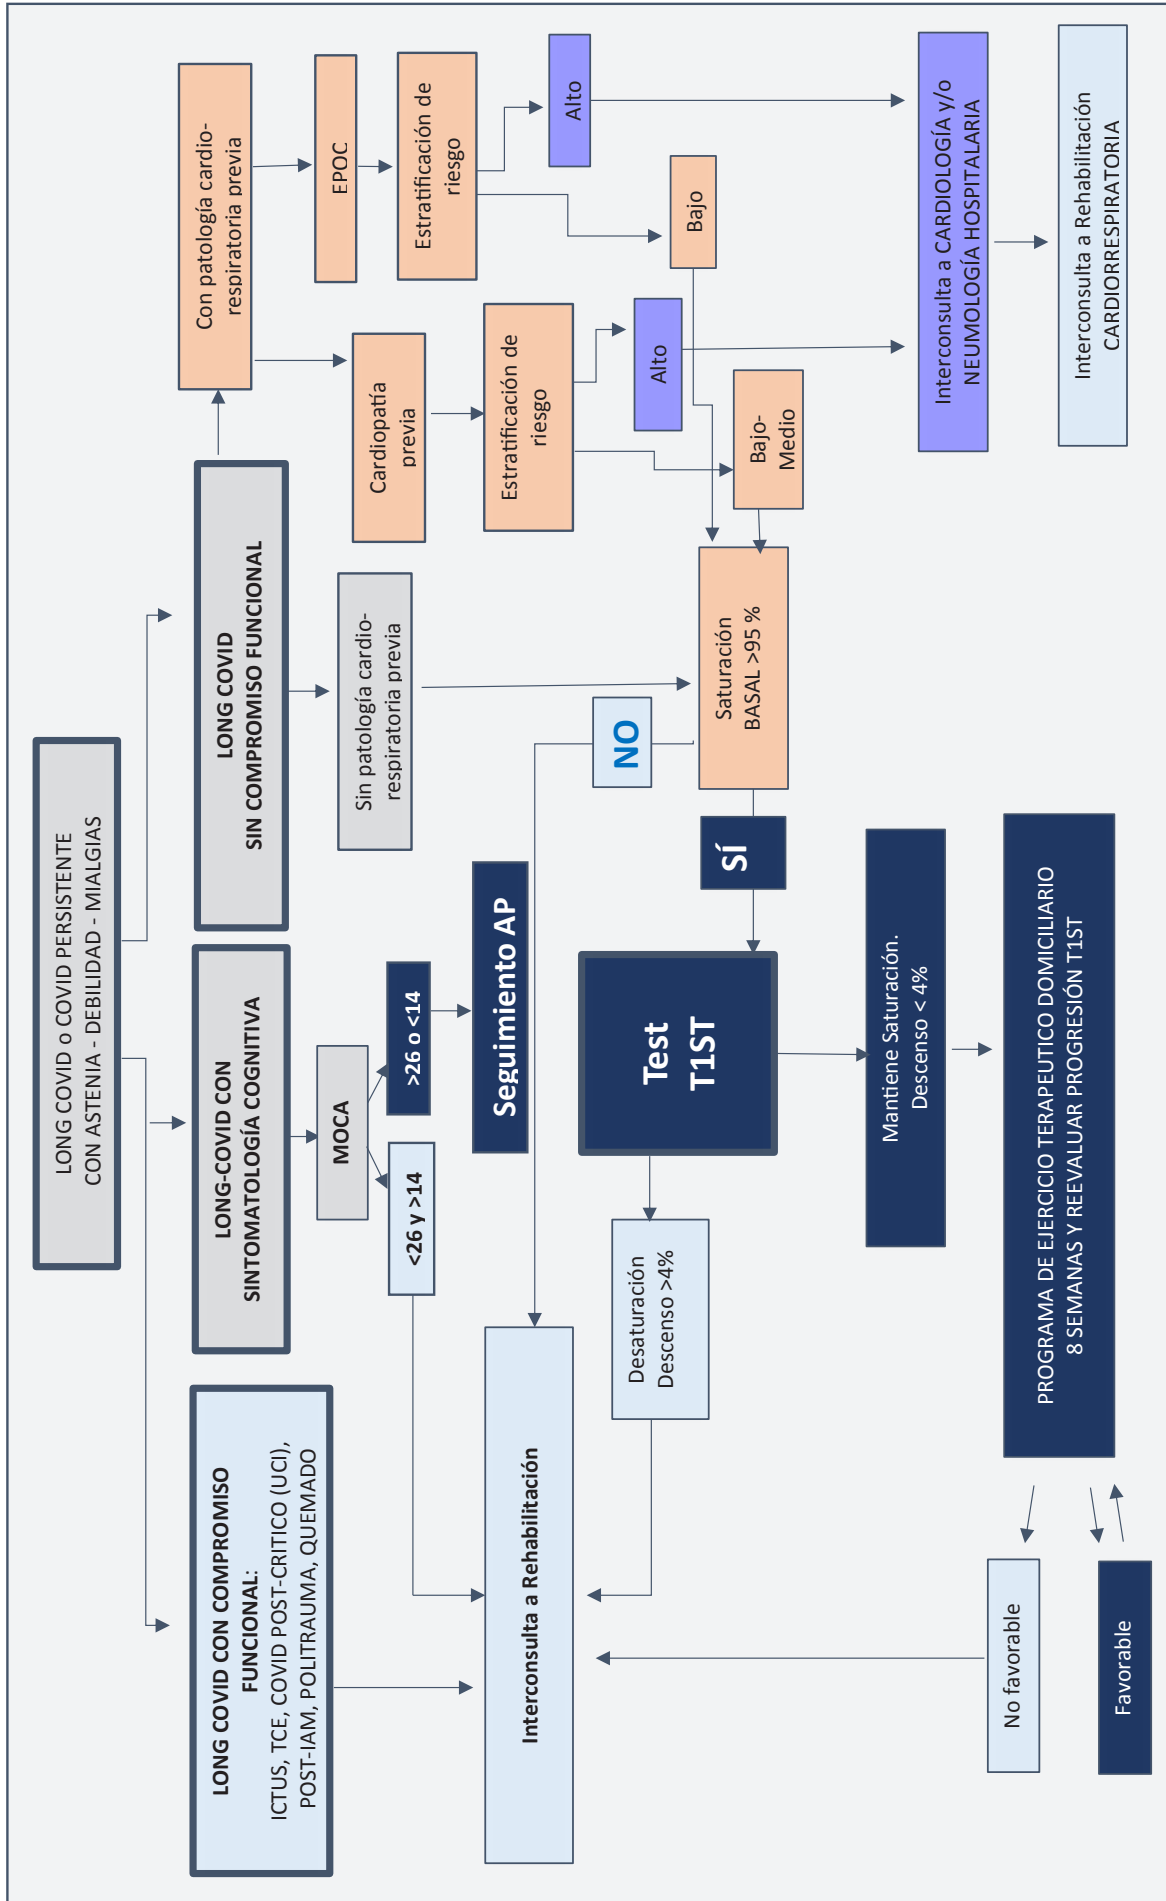 LONG COVID o COVID PERSISTENTE
CON ASTENIA - DEBILIDAD - MIALGIAS
LONG COVID CON COMPROMISO
FUNCIONAL:
ICTUS, TCE, COVID POST-CRITICO (UCI),
POST-IAM, POLITRAUMA, QUEMADO
LONG-COVID CON
SINTOMATOLOGÍA COGNITIVA
LONG COVID
SIN COMPROMISO FUNCIONAL
Con patología cardio-
respiratoria previa
MOCA
Sin patología cardio-
respiratoria previa
Cardiopatía
previa
EPOC
<26 y >14
>26 o <14
Estratificación de
riesgo
Estratificación de
riesgo
Seguimiento AP
Interconsulta a Rehabilitación
Alto
Alto
NO
Bajo
Bajo-
Medio
Saturación
BASAL >95 %
SÍ
Test
T1ST
Desaturación
Descenso >4%
Mantiene Saturación.
Descenso < 4%
Interconsulta a CARDIOLOGÍA y/o
NEUMOLOGÍA HOSPITALARIA
Interconsulta a Rehabilitación
CARDIORRESPIRATORIA
PROGRAMA DE EJERCICIO TERAPEUTICO DOMICILIARIO
8 SEMANAS Y REEVALUAR PROGRESIÓN T1ST
No favorable
Favorable